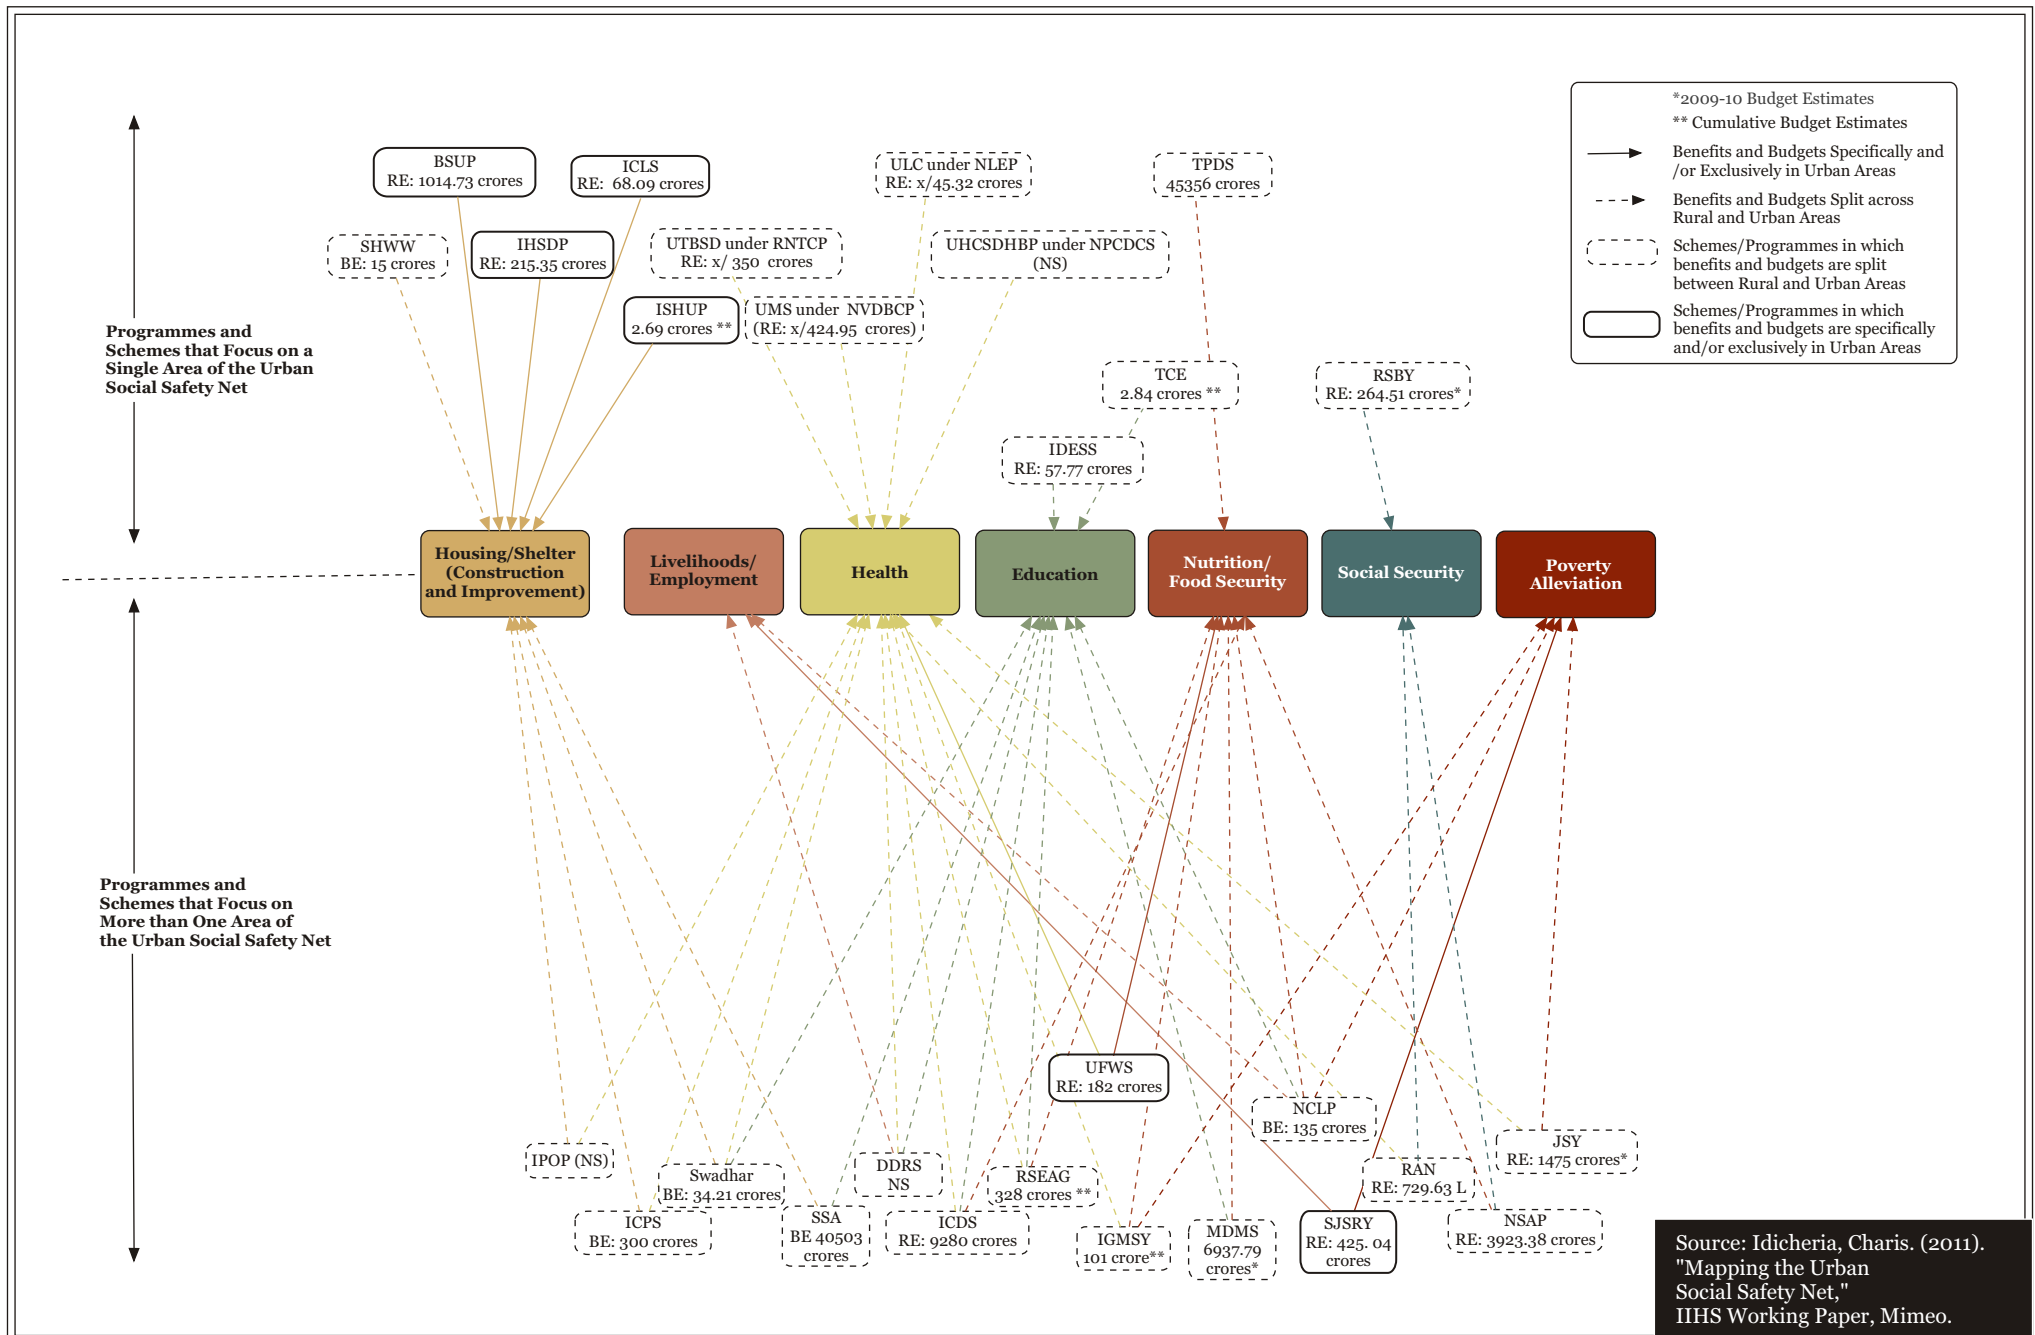 *2009-10 Budget Estimates
** Cumulative Budget Estimates
Benefits and Budgets Specifically and
/or Exclusively in Urban Areas
Benefits and Budgets Split across
Rural and Urban Areas
Schemes/Programmes in which
benefits and budgets are split
between Rural and Urban Areas
Schemes/Programmes in which
benefits and budgets are specifically
and/or exclusively in Urban Areas
BSUP
RE: 1014.73 crores
ICLS
RE: 68.09 crores
ULC under NLEP
RE: x/45.32 crores
TPDS
45356 crores
SHWW
BE: 15 crores
IHSDP
RE: 215.35 crores
UTBSD under RNTCP
RE: x/ 350 crores
UHCSDHBP under NPCDCS
(NS)
ISHUP
2.69 crores **
UMS under NVDBCP
(RE: x/424.95 crores)
Programmes and
Schemes that Focus on a
Single Area of the Urban
Social Safety Net
TCE
2.84 crores **
RSBY
RE: 264.51 crores*
IDESS
RE: 57.77 crores
Housing/Shelter
(Construction
and Improvement)
Livelihoods/
Employment
Health
Education
Nutrition/
Food Security
Social Security
Poverty
Alleviation
Programmes and
Schemes that Focus on
More than One Area of
the Urban Social Safety Net
UFWS
RE: 182 crores
NCLP
BE: 135 crores
IPOP (NS)
Swadhar
BE: 34.21 crores
DDRS
NS
RSEAG
328 crores **
RAN
RE: 729.63 L
JSY
RE: 1475 crores*
ICPS
BE: 300 crores
SSA
BE 40503
crores
ICDS
RE: 9280 crores
IGMSY
101 crore**
MDMS
6937.79
crores*
SJSRY
RE: 425. 04
crores
NSAP
RE: 3923.38 crores
Source: Idicheria, Charis. (2011).
"Mapping the Urban
Social Safety Net,"
IIHS Working Paper, Mimeo.